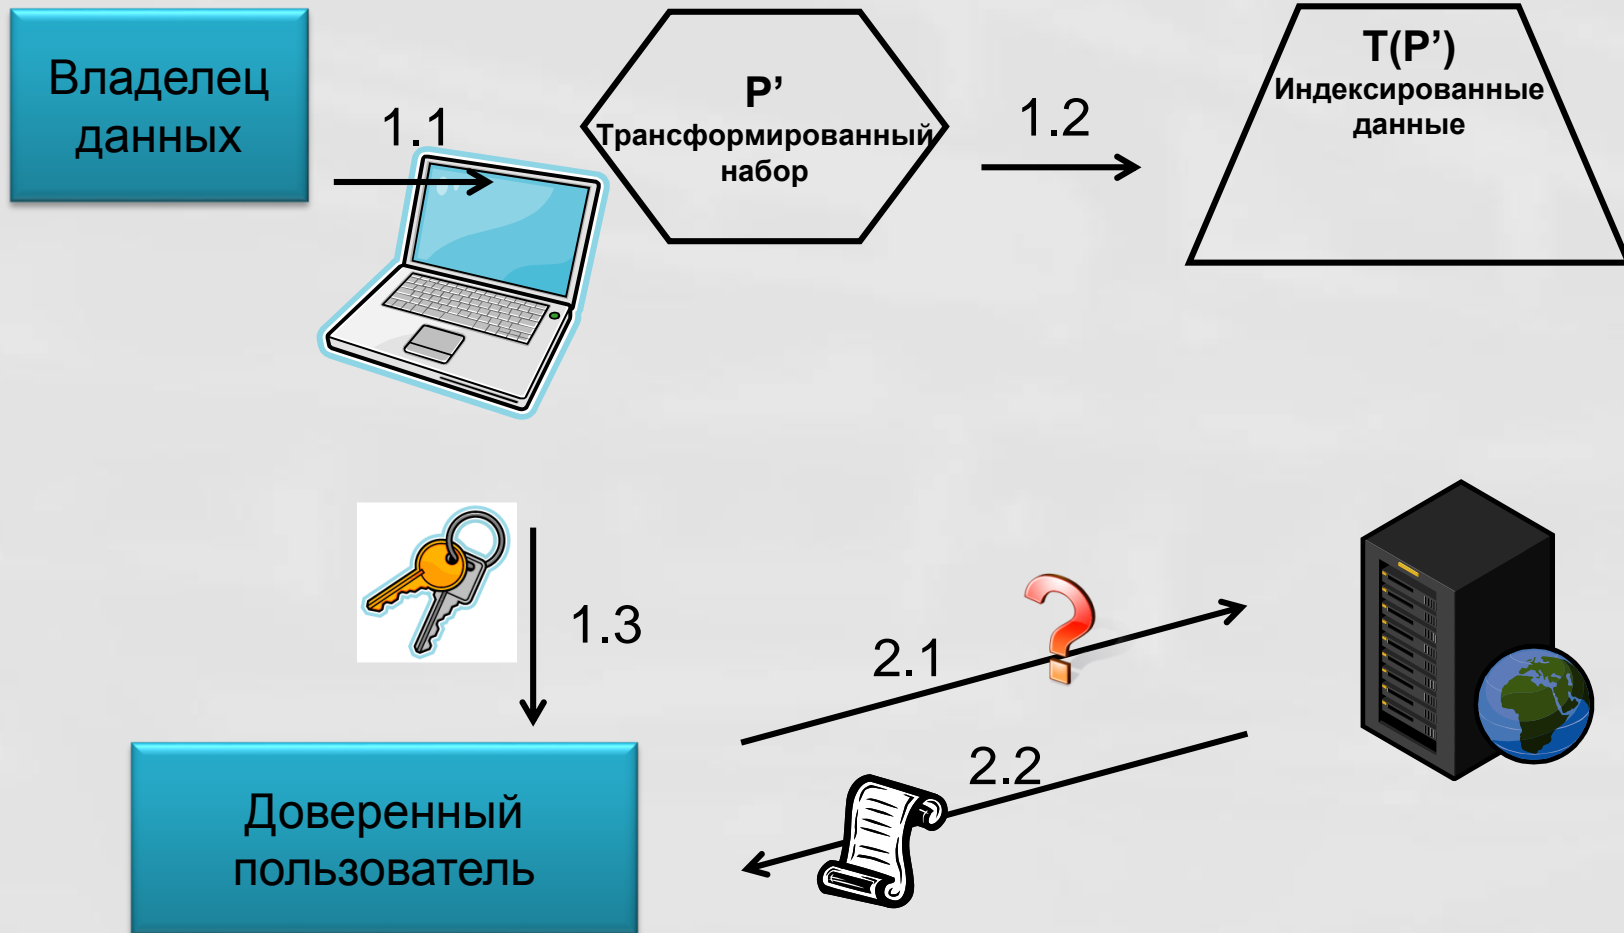 Владелец
данных
1.1
P’
Трансформированный
набор
1.2
T(P’)
Индексированные
данные
1.3
2.1
2.2
Доверенный
пользователь